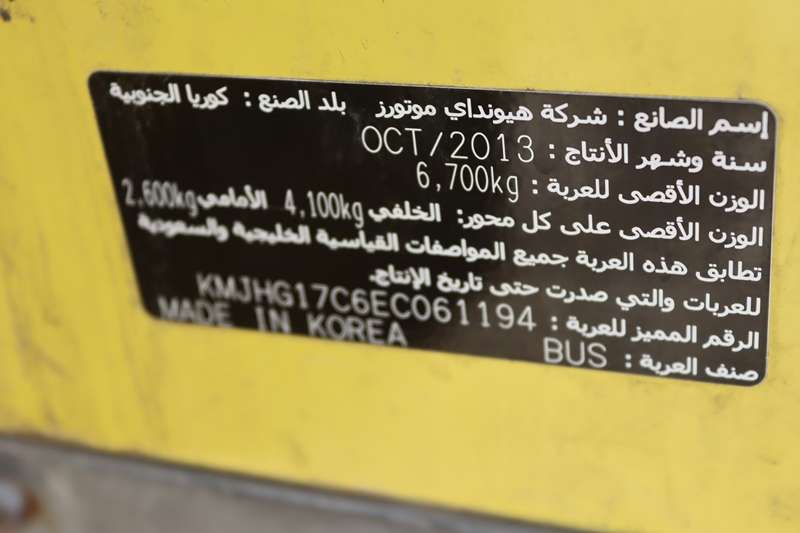 إسم الصانع : شركة هيونداي موتورز بلد الصنع : كوريا الجنوبية
سنة وشهر الأنتاج : OCT/2013
الوزن الأقصى للعربة : 6,700kg
الوزن الأقصى على كل محور: الخلفي 4,100kg الأمامي 2,600kg
تطابق هذه العربة جميع المواصفات القياسية الخليجية والسعودية
للعربات والتي صدرت حتى تاريخ الإنتاج.
الرقم المميز للعربة : KMJHG17C6EC061194
صنف العربة : BUS MADE IN KOREA